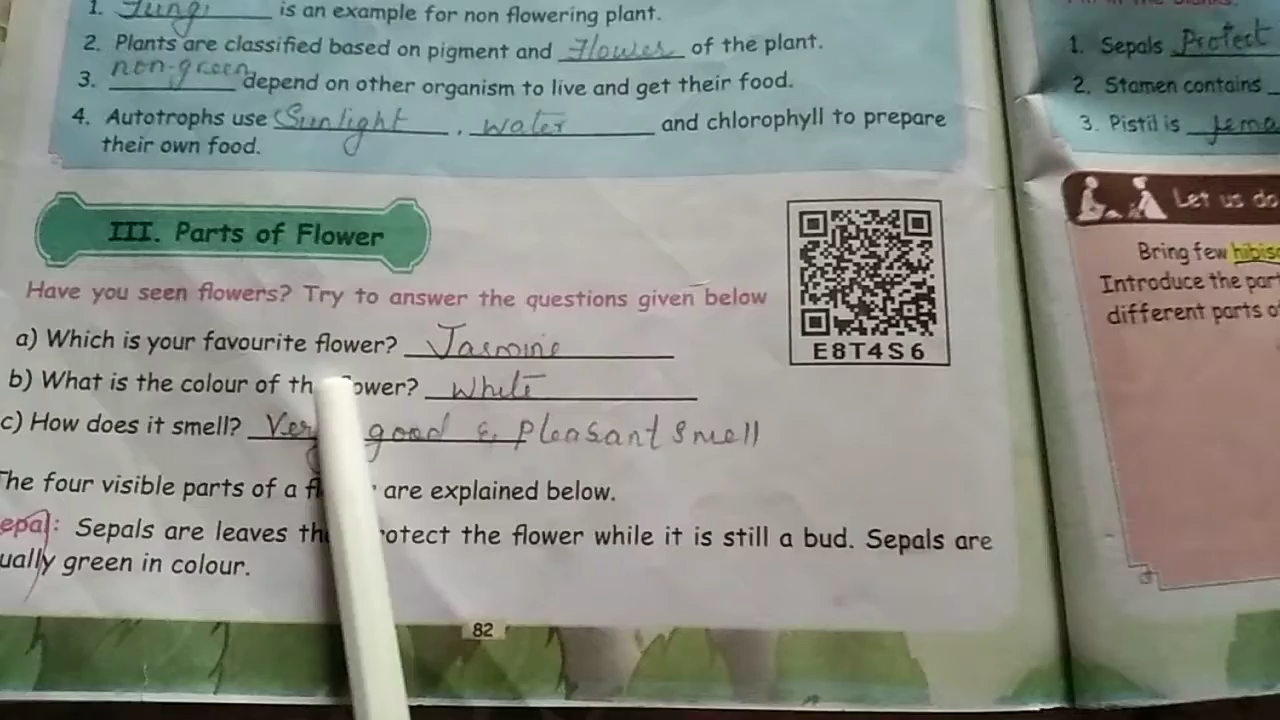 1. Fungi is an example for non flowering plant.
2. Plants are classified based on pigment and Flower of the plant.
3. non-green depend on other organism to live and get their food.
4. Autotrophs use Sunlight, water and chlorophyll to prepare
their own food.
III. Parts of Flower
Have you seen flowers? Try to answer the questions given below
a) Which is your favourite flower? Jasmine
b) What is the colour of th ower? White
c) How does it smell? Very good & Pleasant Smell
E8T4S6
The four visible parts of a fl are explained below.
epal: Sepals are leaves th rotect the flower while it is still a bud. Sepals are
ually green in colour.
82
1. Sepals Protect
2. Stamen contains
3. Pistil is fema
Let us do
Bring few hibisc
Introduce the par
different parts o